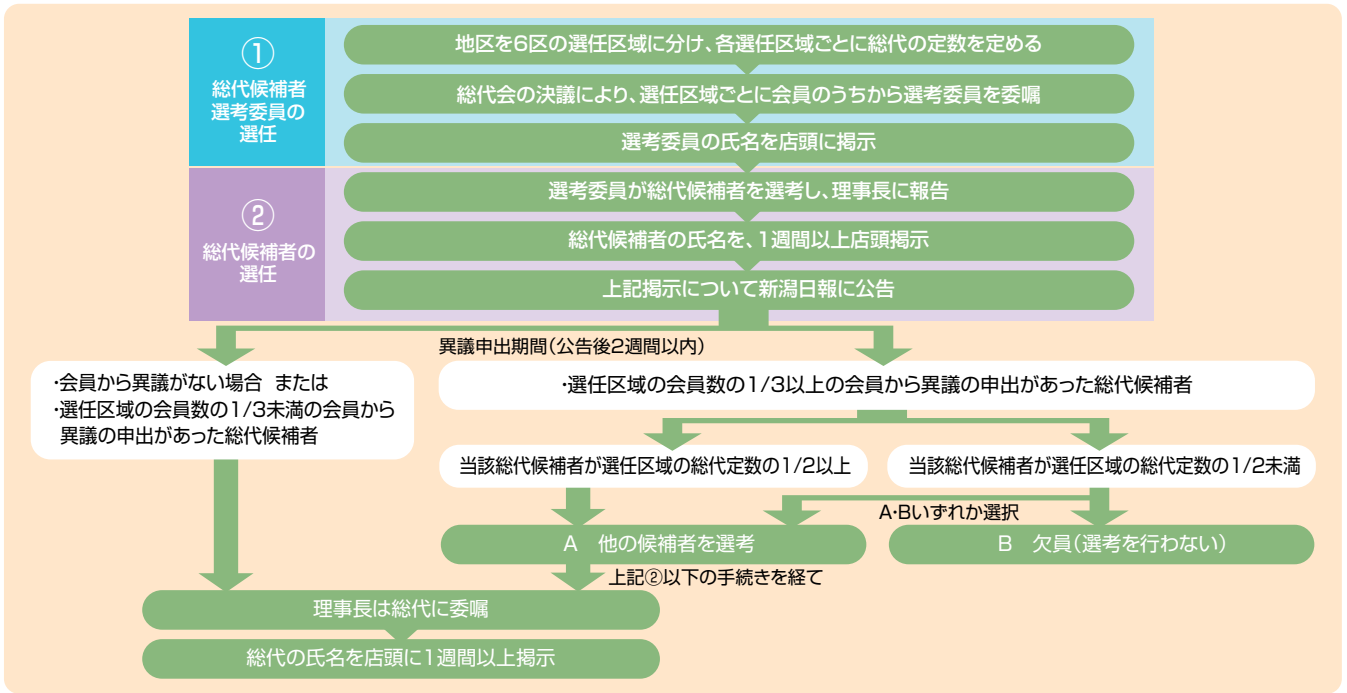 ①
総代候補者
選考委員の
選任
地区を6区の選任区域に分け、各選任区域ごとに総代の定数を定める
総代会の決議により、選任区域ごとに会員のうちから選考委員を委嘱
選考委員の氏名を店頭に掲示
②
総代候補者の
選任
選考委員が総代候補者を選考し、理事長に報告
総代候補者の氏名を、1週間以上店頭掲示
上記掲示について新潟日報に公告
異議申出期間(公告後2週間以内)
・会員から異議がない場合 または
・選任区域の会員数の1/3未満の会員から
異議の申出があった総代候補者
・選任区域の会員数の1/3以上の会員から異議の申出があった総代候補者
当該総代候補者が選任区域の総代定数の1/2以上
当該総代候補者が選任区域の総代定数の1/2未満
A・Bいずれか選択
A 他の候補者を選考
B 欠員(選考を行わない)
上記②以下の手続きを経て
理事長は総代に委嘱
総代の氏名を店頭に1週間以上掲示